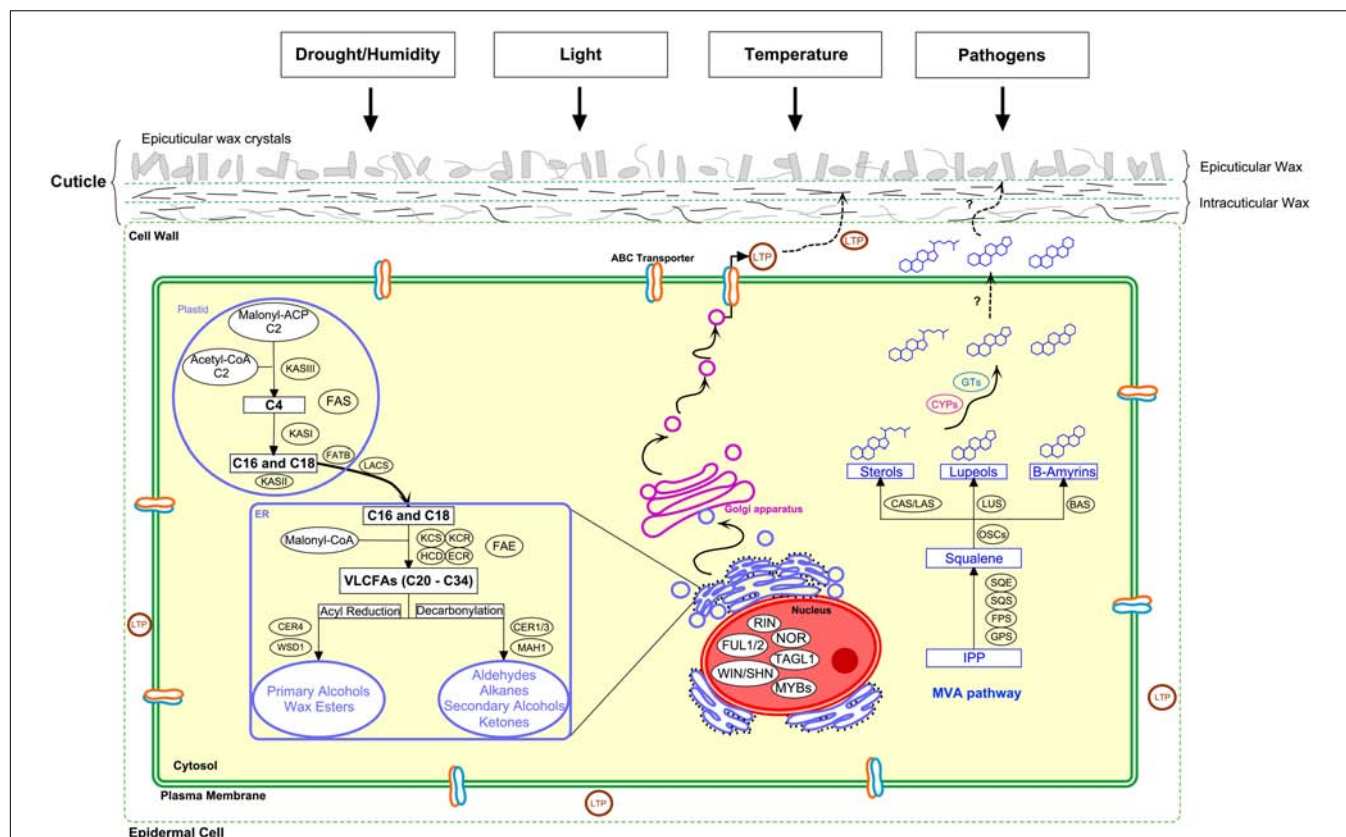 Drought/Humidity
Light
Temperature
Pathogens
Epicuticular wax crystals
Cuticle
Epicuticular Wax
Intracuticular Wax
?
Cell Wall
ABC Transporter
LTP
LTP
?
Plastid
Malonyl-ACP
C2
Acetyl-CoA
C2
KASIII
C4
FAS
KASI
C16 and C18
FATB
LACS
KASII
ER
C16 and C18
Malonyl-CoA
KCS
KCR
HCD
ECR
FAE
VLCFAs (C20 - C34)
Acyl Reduction
Decarbonylation
CER4
WSD1
CER1/3
MAH1
Primary Alcohols
Wax Esters
Aldehydes
Alkanes
Secondary Alcohols
Ketones
Golgi apparatus
Nucleus
RIN
NOR
FUL1/2
TAGL1
WIN/SHN
MYBs
GTs
CYPs
Sterols
Lupeols
B-Amyrins
CAS/LAS
LUS
BAS
OSCs
Squalene
SQE
SQS
FPS
GPS
IPP
MVA pathway
LTP
LTP
LTP
Cytosol
Plasma Membrane
Epidermal Cell